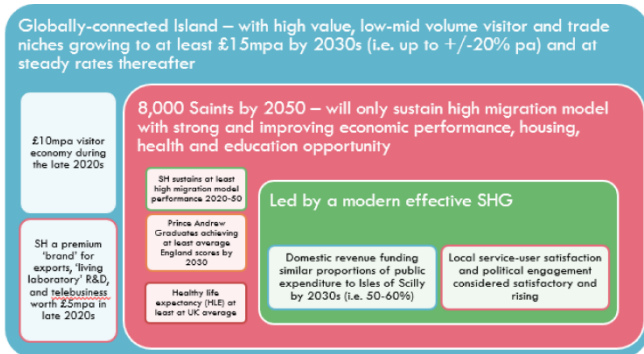 Globally-connected Island – with high value, low-mid volume visitor and trade
niches growing to at least £15mpa by 2030s (i.e. up to +/-20% pa) and at
steady rates thereafter
£10mpa visitor
economy during
the late 2020s
SH a premium
‘brand’ for
exports, ‘living
laboratory’ R&D,
and telebusiness
worth £5mpa in
late 2020s
8,000 Saints by 2050 – will only sustain high migration model
with strong and improving economic performance, housing,
health and education opportunity
SH sustains at least
high migration model
performance 2020-50
Prince Andrew
Graduates achieving
at least average
England scores by
2030
Healthy life
expectancy (HLE) at
least at UK average
Led by a modern effective SHG
Domestic revenue funding
similar proportions of public
expenditure to Isles of Scilly
by 2030s (i.e. 50-60%)
Local service-user satisfaction
and political engagement
considered satisfactory and
rising